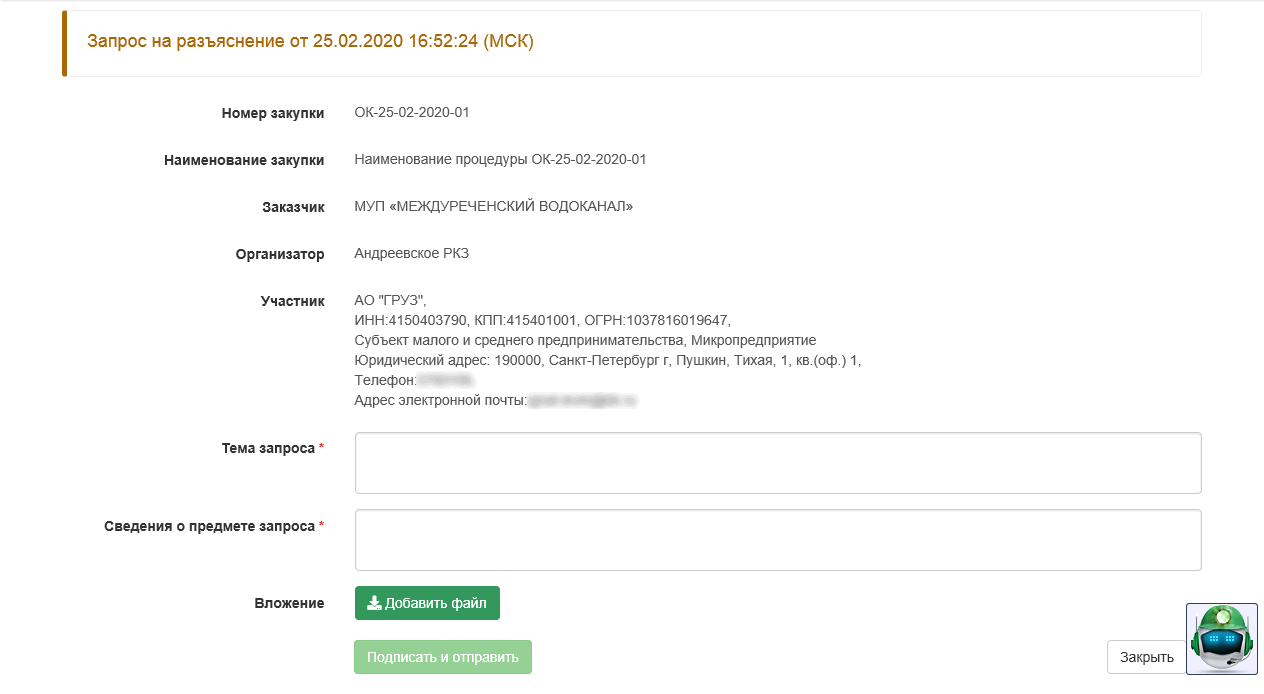 Запрос на разъяснение от 25.02.2020 16:52:24 (МСК)
Номер закупки ОК-25-02-2020-01
Наименование закупки Наименование процедуры ОК-25-02-2020-01
Заказчик МУП «МЕЖДУРЕЧЕНСКИЙ ВОДОКАНАЛ»
Организатор Андреевское РКЗ
Участник АО "ГРУЗ",
ИНН:4150403790, КПП:415401001, ОГРН:1037816019647,
Субъект малого и среднего предпринимательства, Микропредприятие
Юридический адрес: 190000, Санкт-Петербург г, Пушкин, Тихая, 1, кв.(оф.) 1,
Телефон:
Адрес электронной почты:
Тема запроса *
Сведения о предмете запроса *
Вложение Добавить файл
Подписать и отправить Закрыть